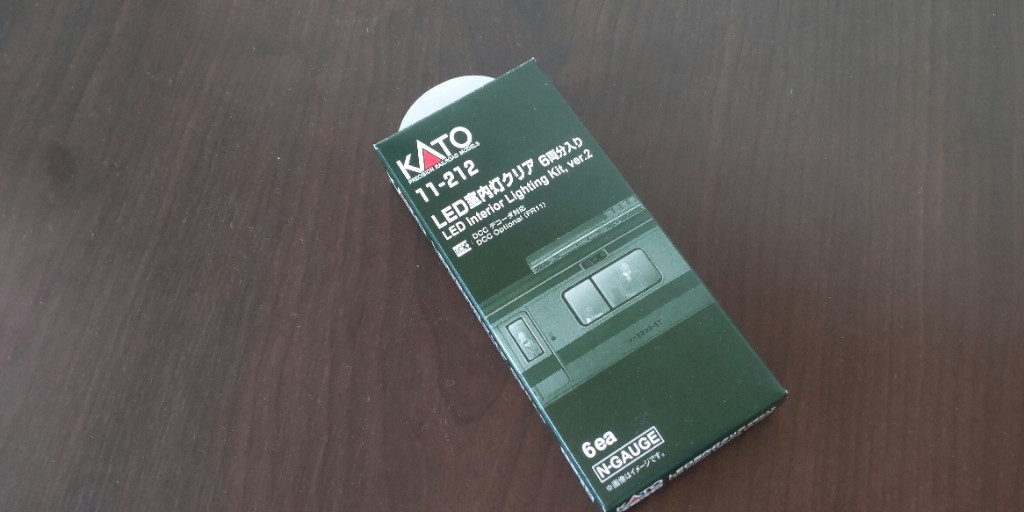 KATO
PRECISION RAILROAD MODELS
11-212
LED室内灯クリア 6両分入り
LED Interior Lighting Kit, ver.2
DCC デコーダ対応
DCC Optional (FR11)
6ea
N-GAUGE
※画像はイメージです。
KATO